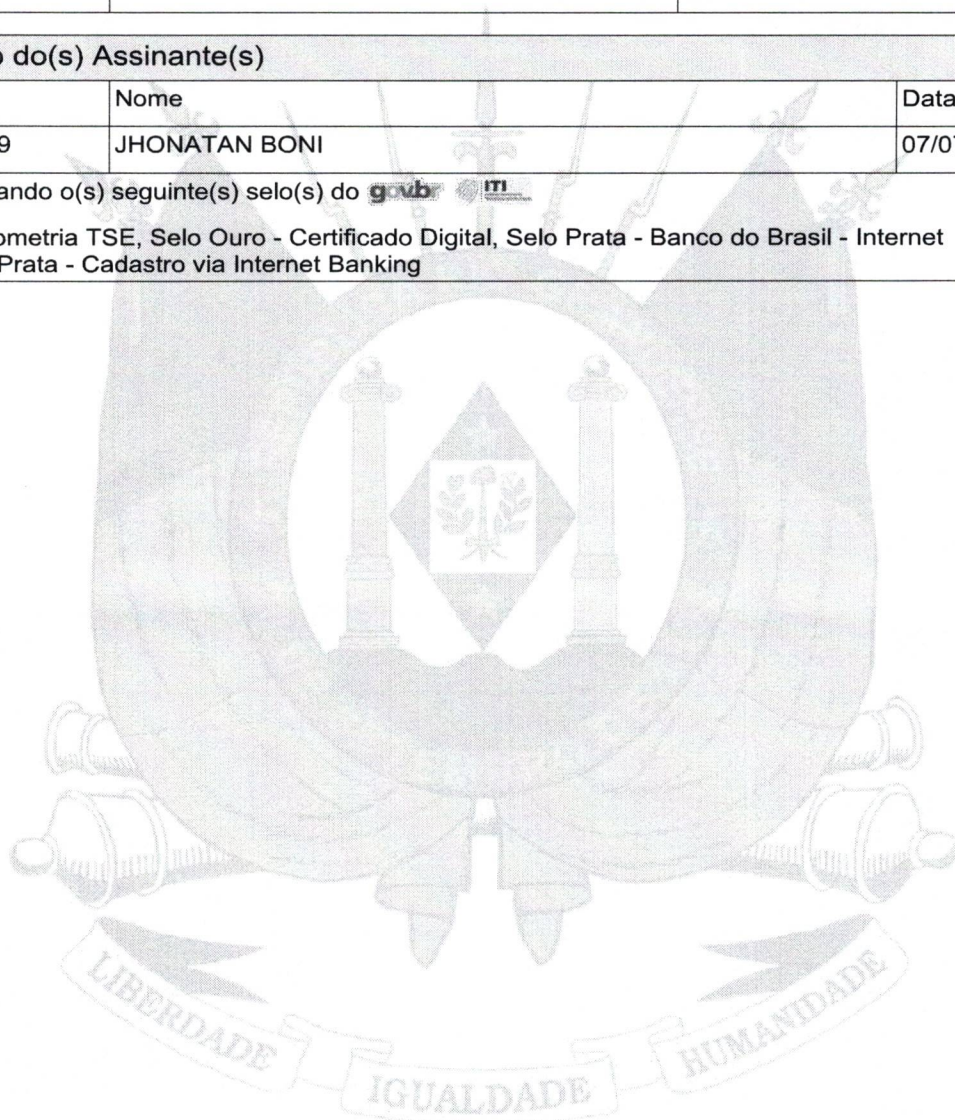 o do(s) Assinante(s)
Nome
Data
9
JHONATAN BONI
07/07
ando o(s) seguinte(s) selo(s) do gov.br ITI
ometria TSE, Selo Ouro - Certificado Digital, Selo Prata - Banco do Brasil - Internet
Prata - Cadastro via Internet Banking
LIBERDADE
IGUALDADE
HUMANIDADE